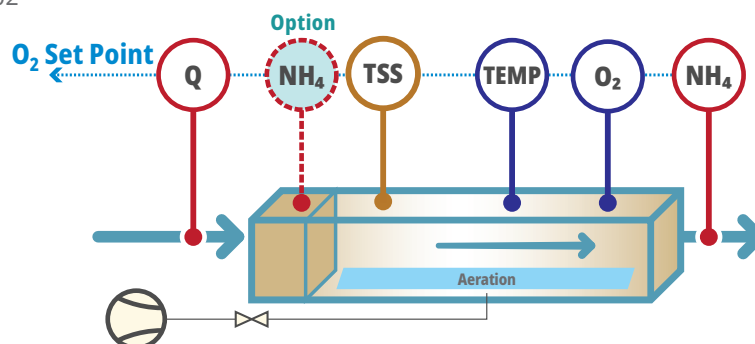 Option
O₂ Set Point
Q
NH₄
TSS
TEMP
O₂
NH₄
Aeration